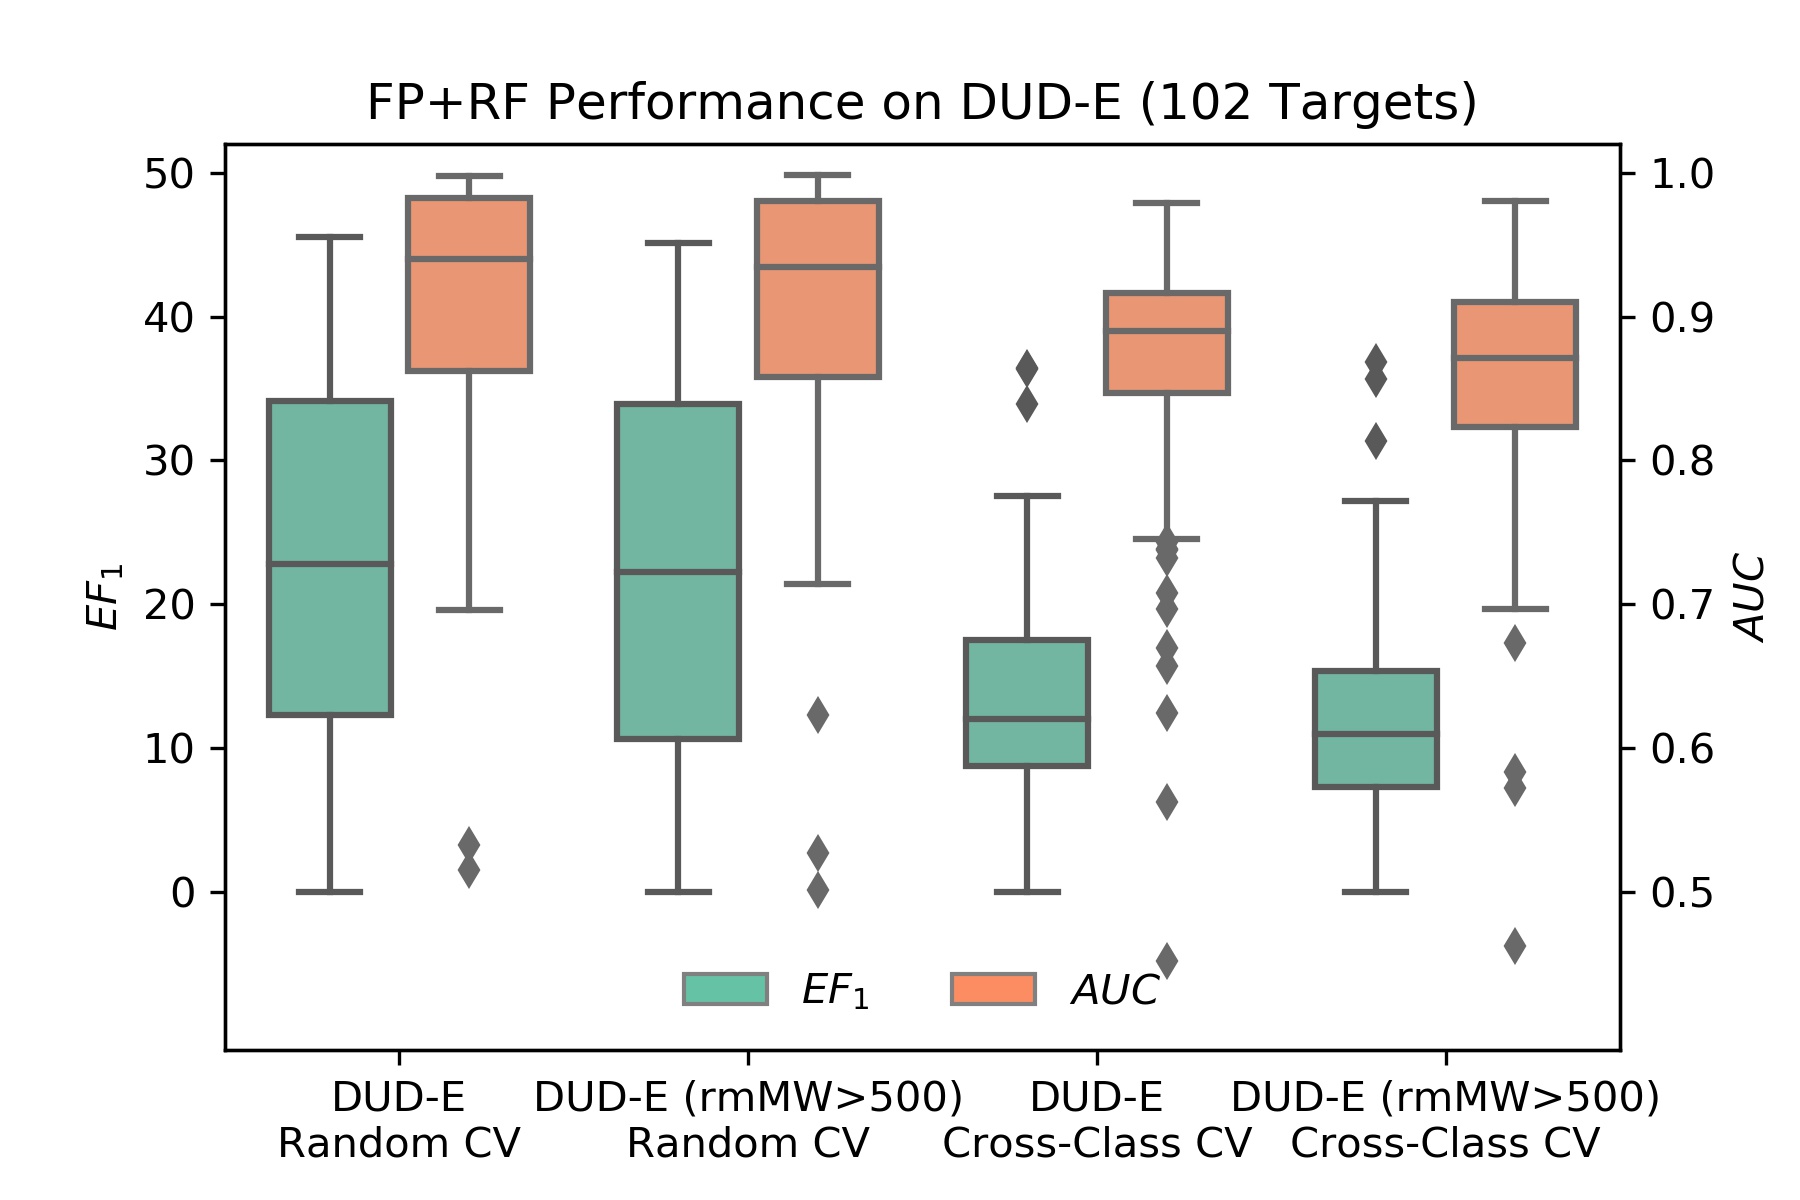 FP+RF Performance on DUD-E (102 Targets)
50
40
30
20
10
0
EF1
1.0
0.9
0.8
0.7
0.6
0.5
AUC
EF1 AUC
DUD-E DUD-E (rmMW>500) DUD-E DUD-E (rmMW>500)
Random CV Random CV Cross-Class CV Cross-Class CV